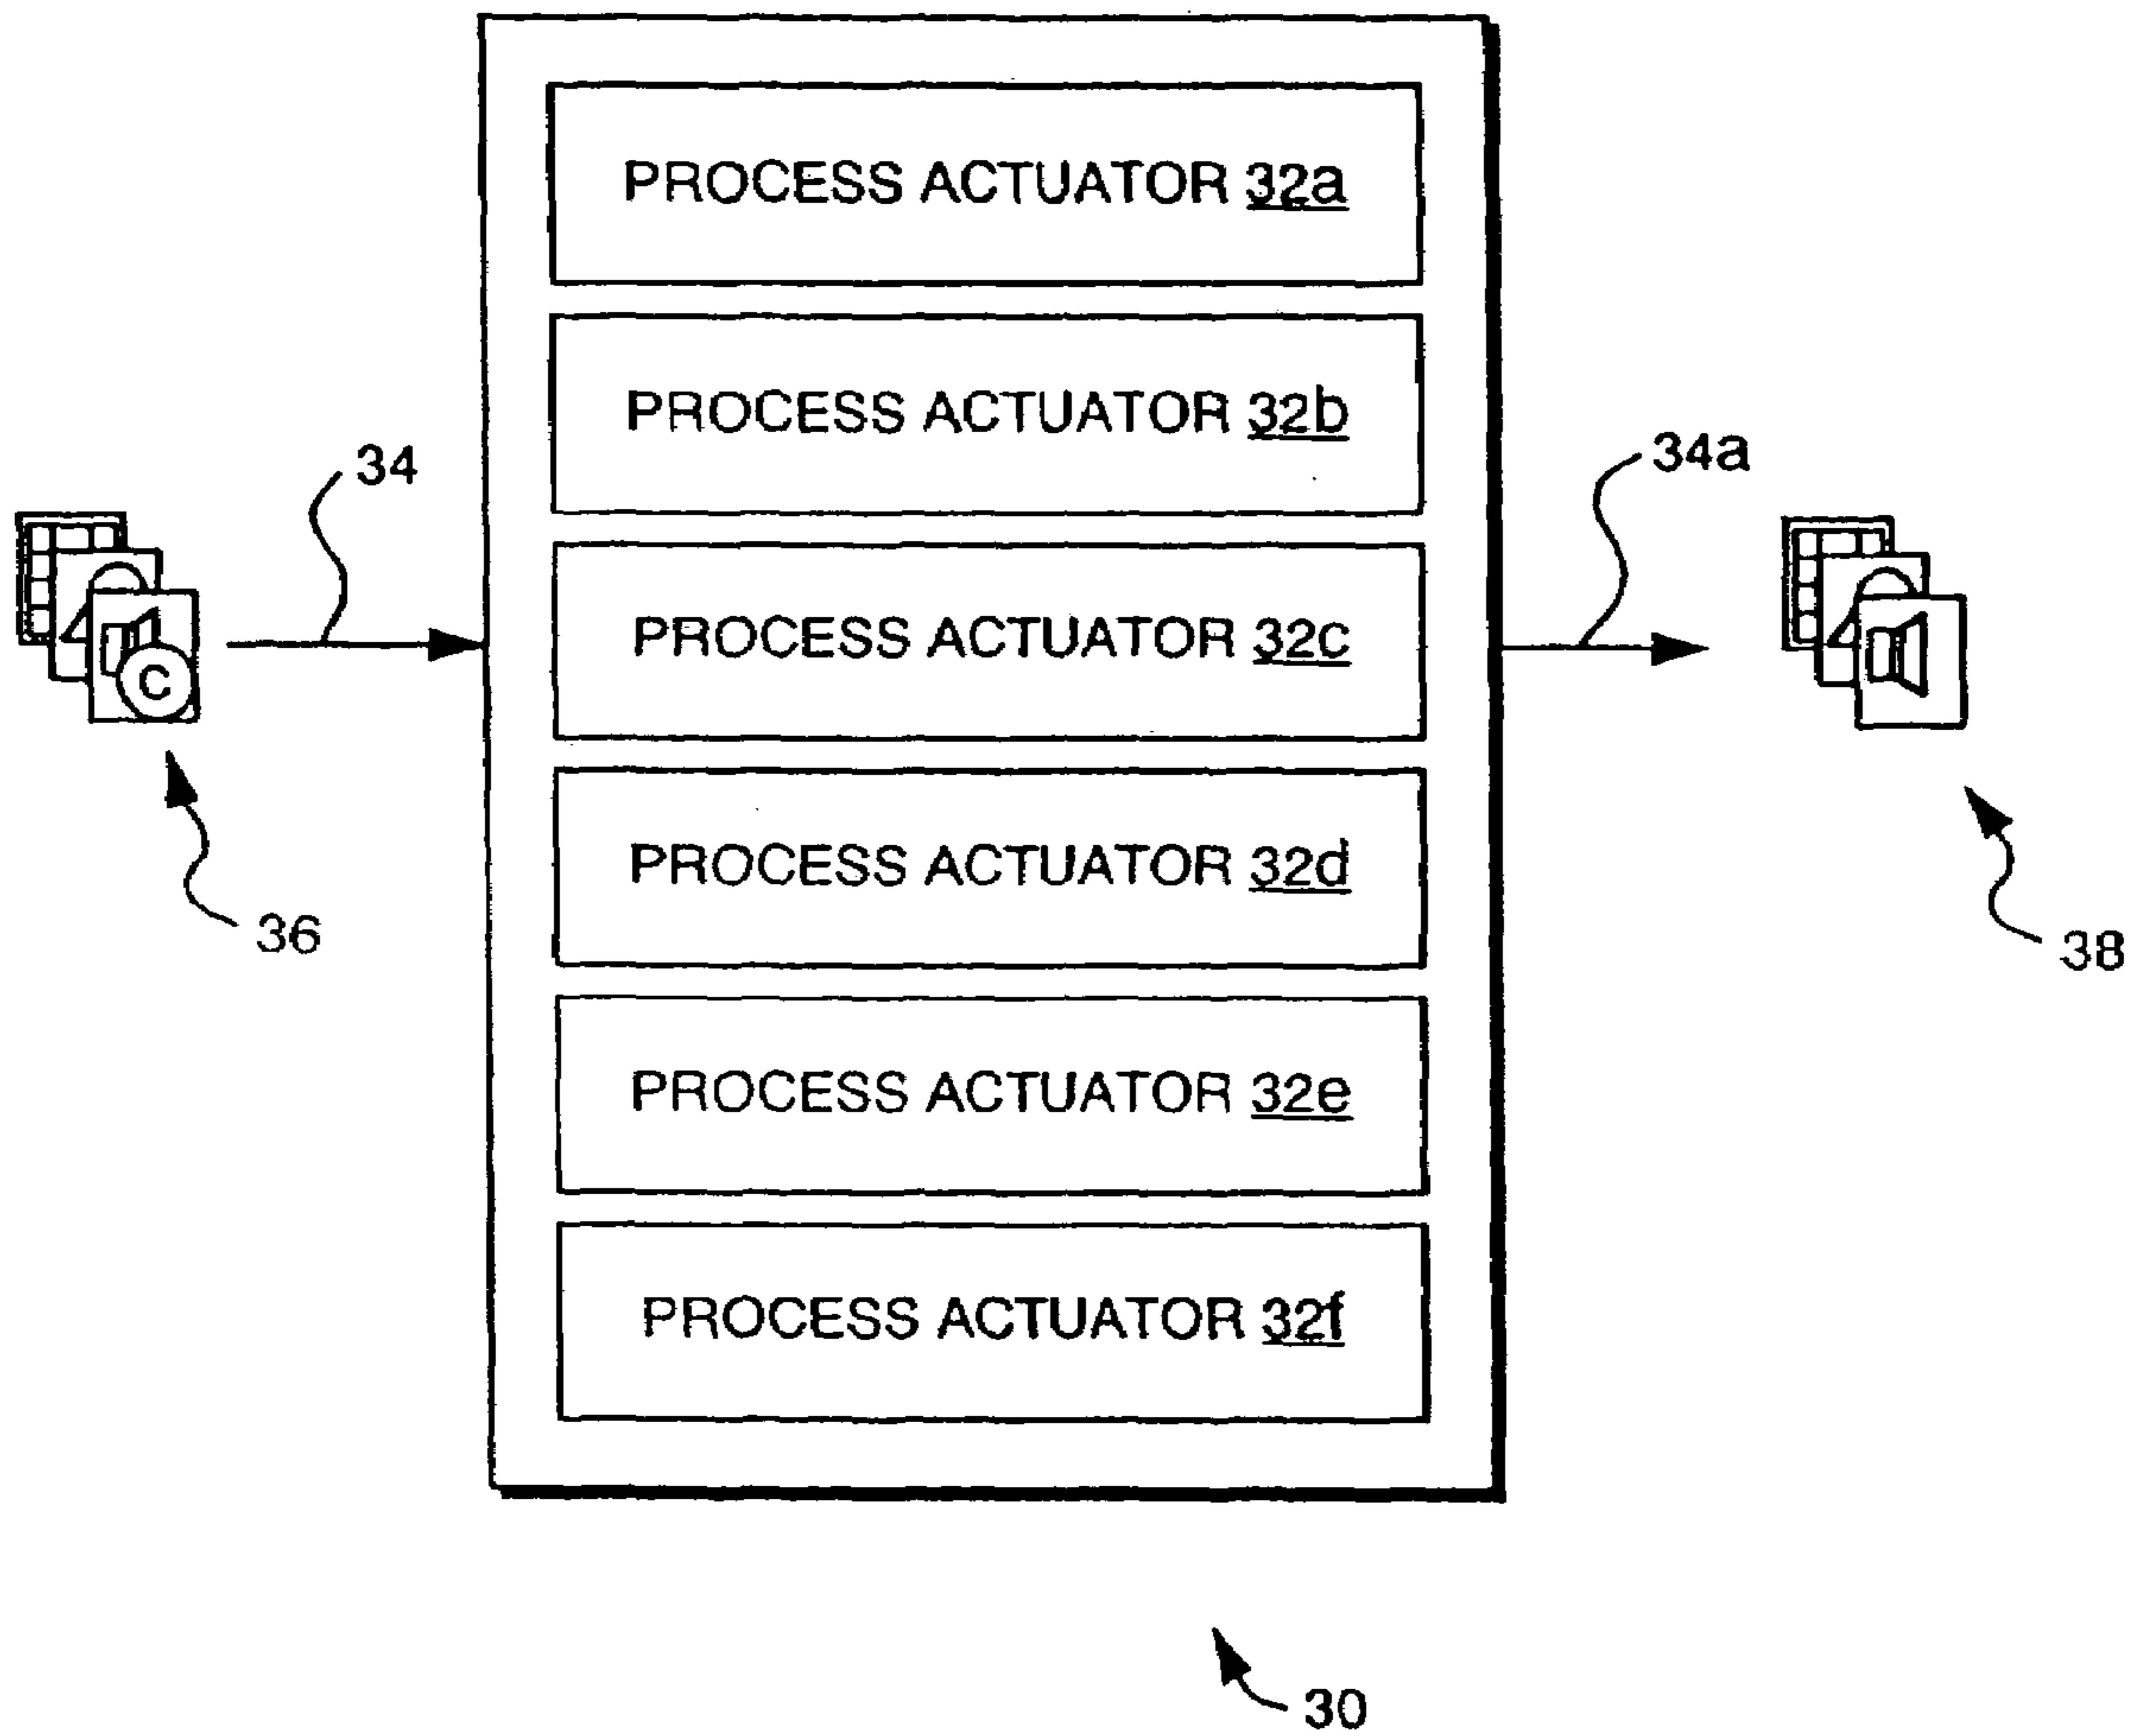 PROCESS ACTUATOR 32a
PROCESS ACTUATOR 32b
34
34a
PROCESS ACTUATOR 32c
C
PROCESS ACTUATOR 32d
36
38
PROCESS ACTUATOR 32e
PROCESS ACTUATOR 32f
30